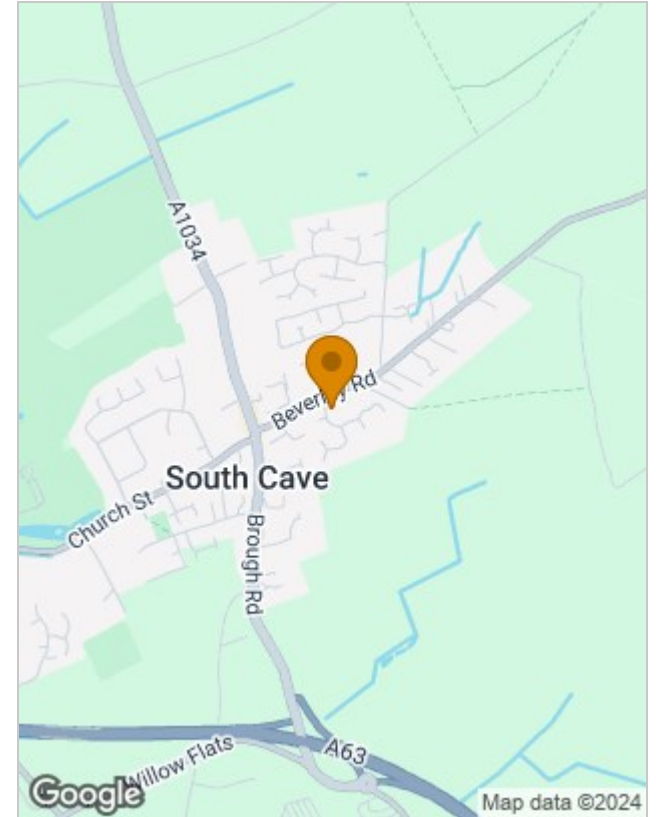 A1034
Beverley Rd
South Cave
Church St
Brough Rd
A63
Willow Flats
Google
Map data ©2024